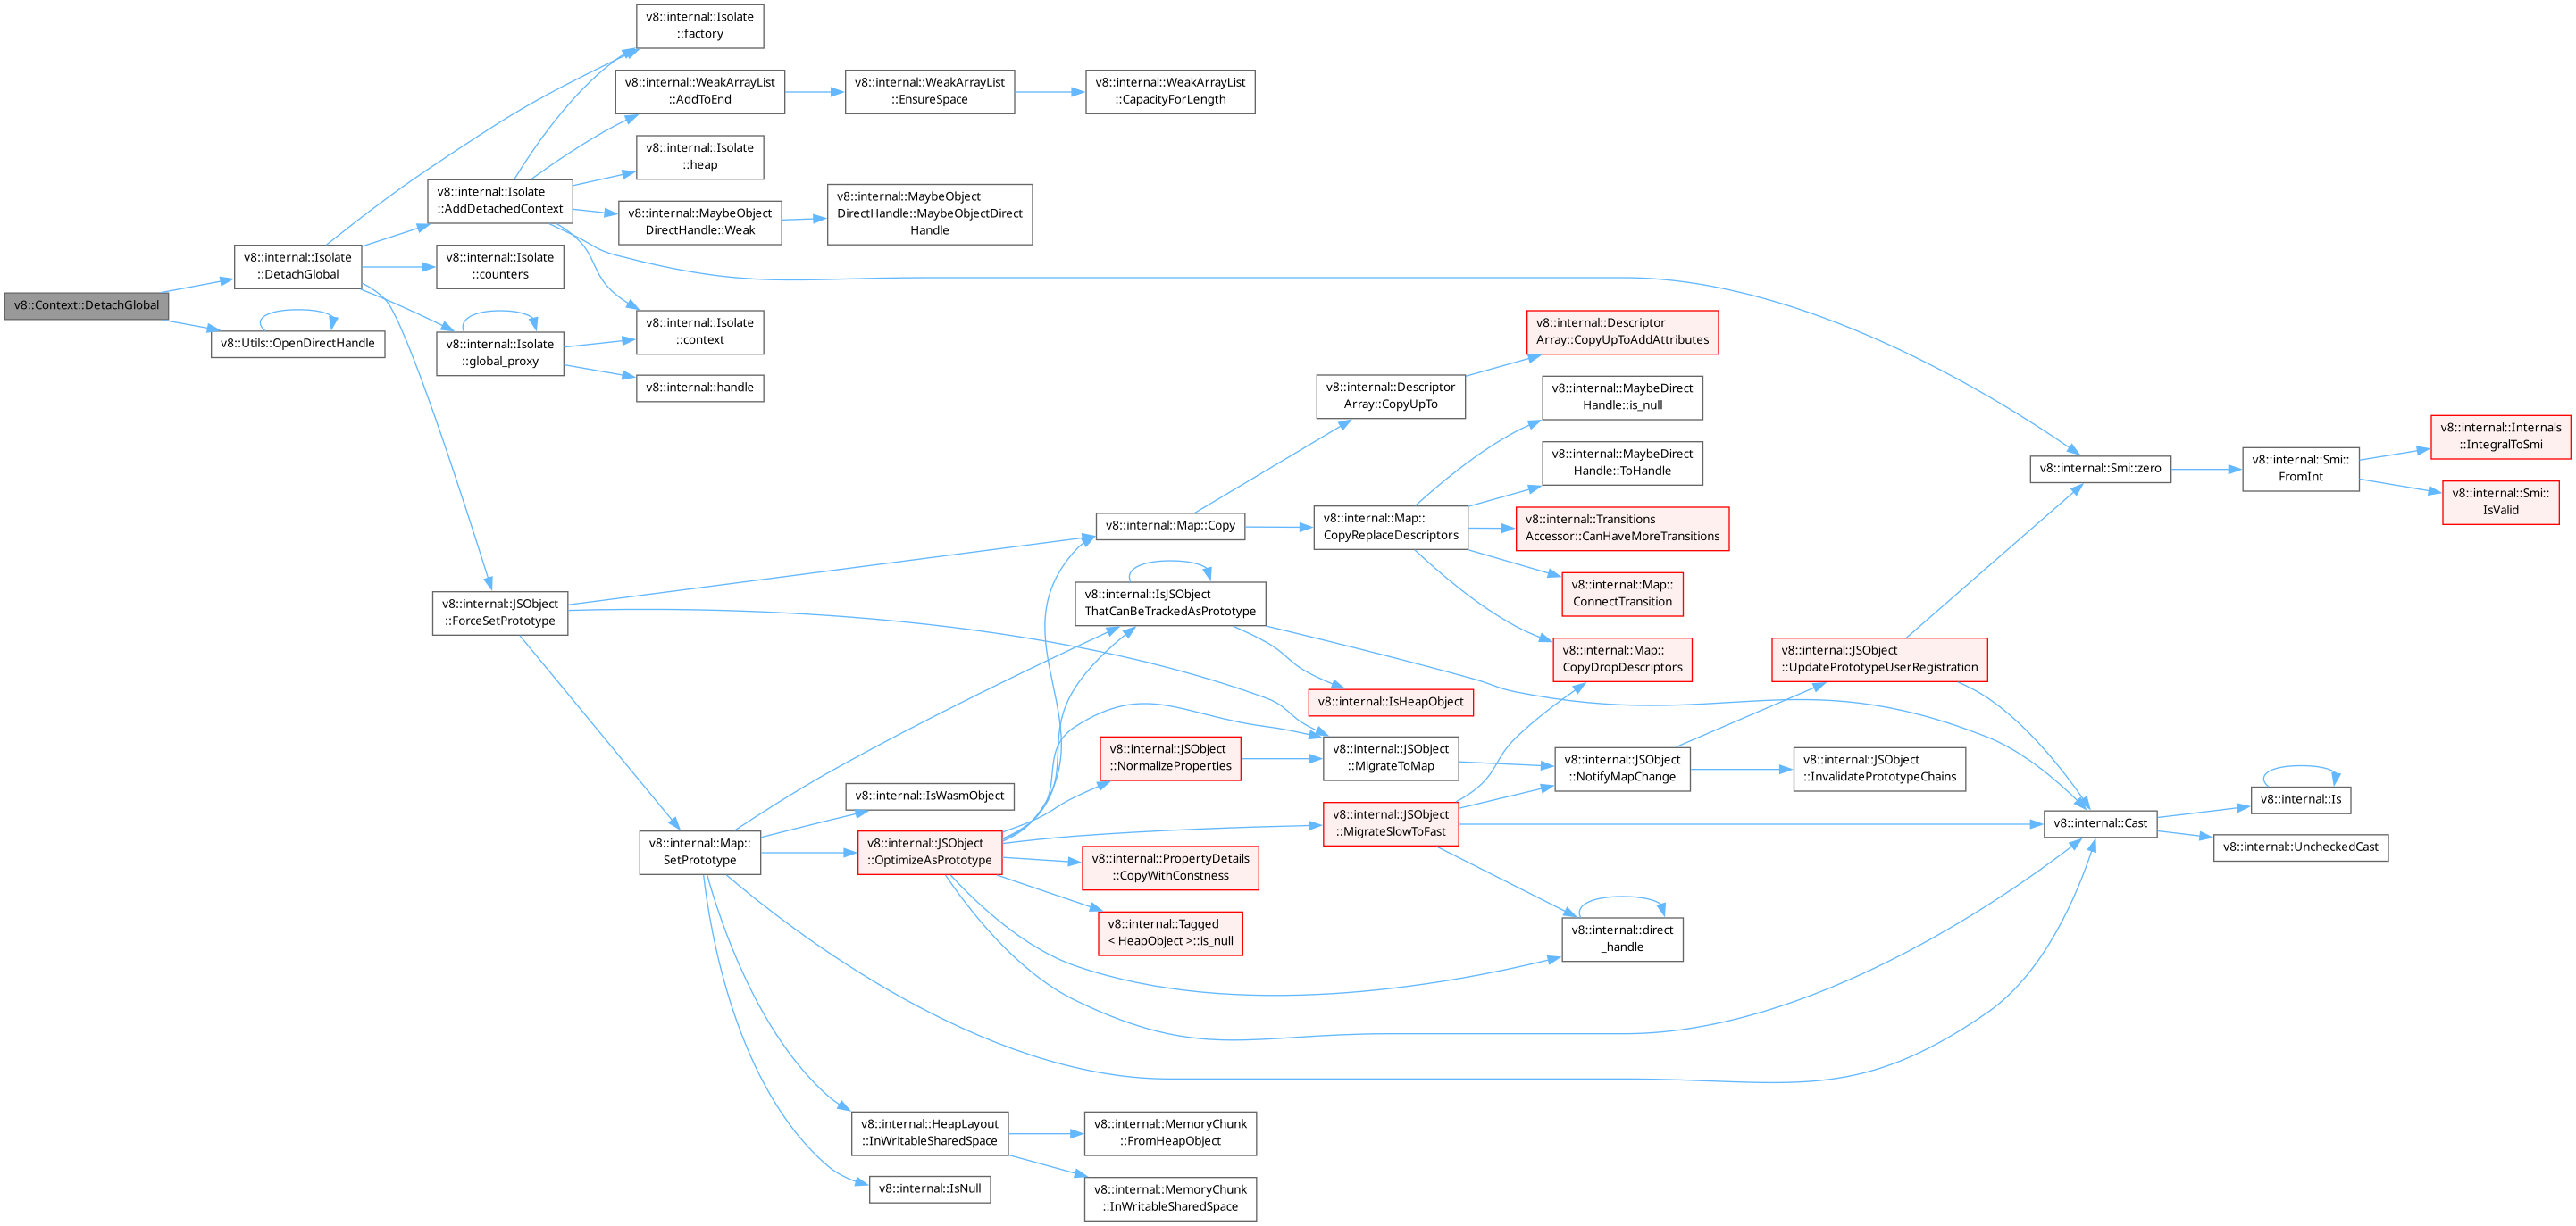 v8::Context::DetachGlobal
v8::internal::Isolate
::DetachGlobal
v8::Utils::OpenDirectHandle
v8::internal::Isolate
::AddDetachedContext
v8::internal::Isolate
::counters
v8::internal::Isolate
::global_proxy
v8::internal::JSObject
::ForceSetPrototype
v8::internal::Isolate
::factory
v8::internal::WeakArrayList
::AddToEnd
v8::internal::Isolate
::heap
v8::internal::MaybeObject
DirectHandle::Weak
v8::internal::Isolate
::context
v8::internal::handle
v8::internal::Map::
SetPrototype
v8::internal::WeakArrayList
::EnsureSpace
v8::internal::MaybeObject
DirectHandle::MaybeObjectDirect
Handle
v8::internal::IsWasmObject
v8::internal::JSObject
::OptimizeAsPrototype
v8::internal::HeapLayout
::InWritableSharedSpace
v8::internal::IsNull
v8::internal::WeakArrayList
::CapacityForLength
v8::internal::Map::Copy
v8::internal::IsJSObject
ThatCanBeTrackedAsPrototype
v8::internal::JSObject
::NormalizeProperties
v8::internal::PropertyDetails
::CopyWithConstness
v8::internal::Tagged
< HeapObject >::is_null
v8::internal::MemoryChunk
::FromHeapObject
v8::internal::MemoryChunk
::InWritableSharedSpace
v8::internal::Descriptor
Array::CopyUpTo
v8::internal::Map::
CopyReplaceDescriptors
v8::internal::IsHeapObject
v8::internal::JSObject
::MigrateToMap
v8::internal::JSObject
::MigrateSlowToFast
v8::internal::Descriptor
Array::CopyUpToAddAttributes
v8::internal::MaybeDirect
Handle::is_null
v8::internal::MaybeDirect
Handle::ToHandle
v8::internal::Transitions
Accessor::CanHaveMoreTransitions
v8::internal::Map::
ConnectTransition
v8::internal::Map::
CopyDropDescriptors
v8::internal::JSObject
::NotifyMapChange
v8::internal::direct
_handle
v8::internal::JSObject
::UpdatePrototypeUserRegistration
v8::internal::JSObject
::InvalidatePrototypeChains
v8::internal::Smi::zero
v8::internal::Cast
v8::internal::Smi::
FromInt
v8::internal::Is
v8::internal::UncheckedCast
v8::internal::Internals
::IntegralToSmi
v8::internal::Smi::
IsValid